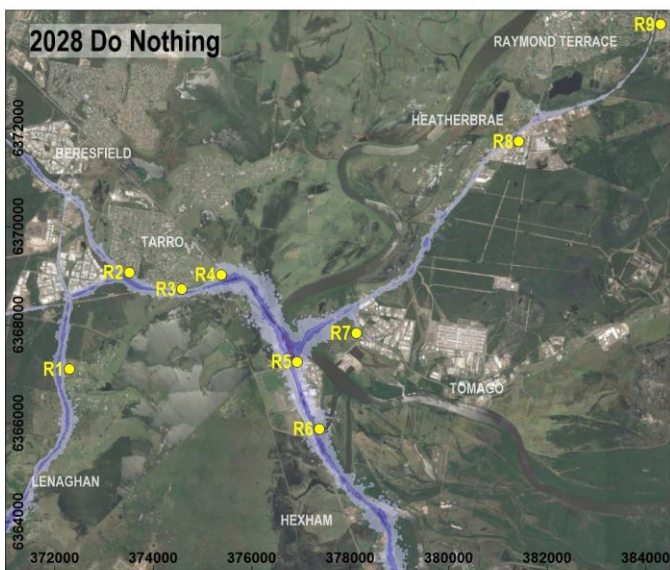 2028 Do Nothing
R9
RAYMOND TERRACE
HEATHERBRAE
R8
BERESFIELD
TARRO
R2
R3
R4
R7
R5
R1
TOMAGO
R6
LENAGHAN
HEXHAM
6372000
6370000
6368000
6366000
6364000
372000 374000 376000 378000 380000 382000 384000